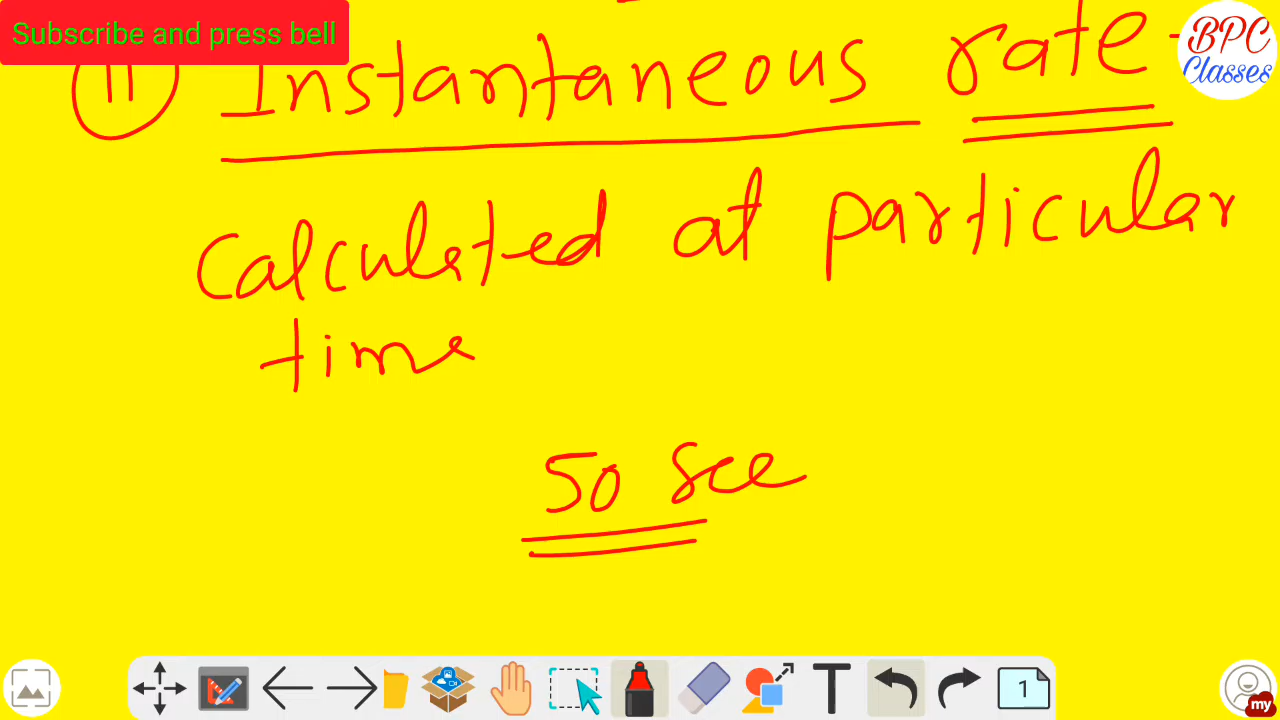 Subscribe and press bell
BPC
Classes
(ii) Instantaneous rate -
Calculated at particular
time
50 Sec
1
my